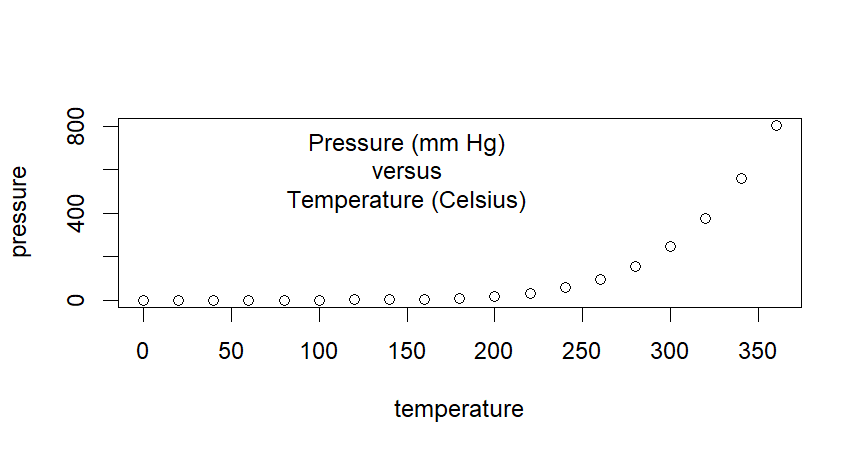 Pressure (mm Hg)
versus
Temperature (Celsius)
pressure
800
400
0
0 50 100 150 200 250 300 350
temperature